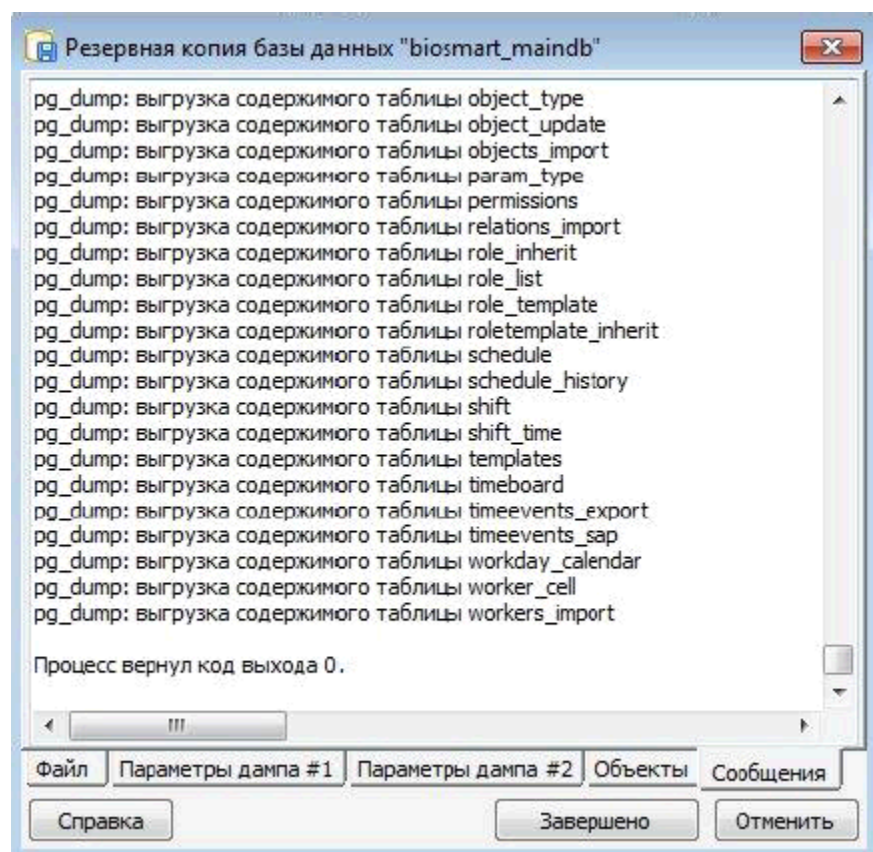 Резервная копия базы данных "biosmart_maindb"
pg_dump: выгрузка содержимого таблицы object_type
pg_dump: выгрузка содержимого таблицы object_update
pg_dump: выгрузка содержимого таблицы objects_import
pg_dump: выгрузка содержимого таблицы param_type
pg_dump: выгрузка содержимого таблицы permissions
pg_dump: выгрузка содержимого таблицы relations_import
pg_dump: выгрузка содержимого таблицы role_inherit
pg_dump: выгрузка содержимого таблицы role_list
pg_dump: выгрузка содержимого таблицы role_template
pg_dump: выгрузка содержимого таблицы roletemplate_inherit
pg_dump: выгрузка содержимого таблицы schedule
pg_dump: выгрузка содержимого таблицы schedule_history
pg_dump: выгрузка содержимого таблицы shift
pg_dump: выгрузка содержимого таблицы shift_time
pg_dump: выгрузка содержимого таблицы templates
pg_dump: выгрузка содержимого таблицы timeboard
pg_dump: выгрузка содержимого таблицы timeevents_export
pg_dump: выгрузка содержимого таблицы timeevents_sap
pg_dump: выгрузка содержимого таблицы workday_calendar
pg_dump: выгрузка содержимого таблицы worker_cell
pg_dump: выгрузка содержимого таблицы workers_import
Процесс вернул код выхода 0.
Файл Параметры дампа #1 Параметры дампа #2 Объекты Сообщения
Справка Завершено Отменить